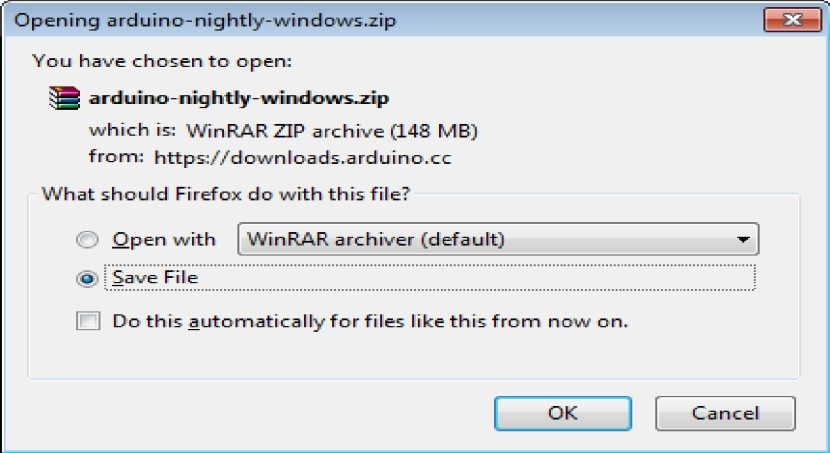 Opening arduino-nightly-windows.zip
You have chosen to open:
arduino-nightly-windows.zip
which is: WinRAR ZIP archive (148 MB)
from: https://downloads.arduino.cc
What should Firefox do with this file?
Open with WinRAR archiver (default)
Save File
Do this automatically for files like this from now on.
OK Cancel